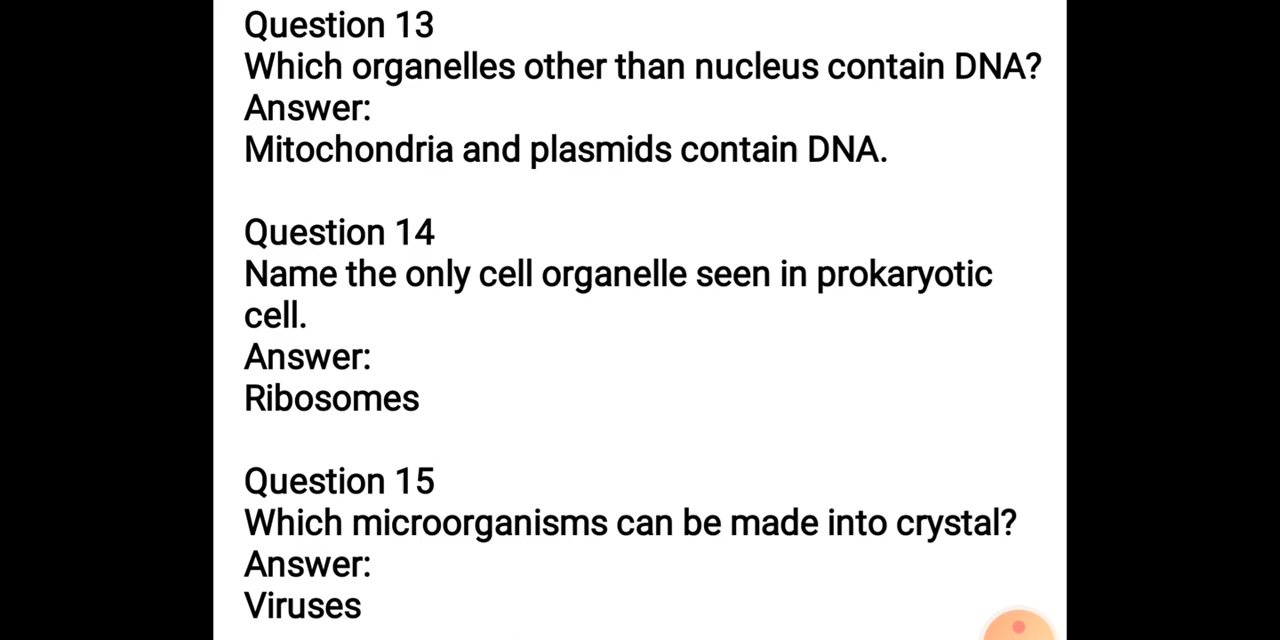 Question 13
Which organelles other than nucleus contain DNA?
Answer:
Mitochondria and plasmids contain DNA.
Question 14
Name the only cell organelle seen in prokaryotic
cell.
Answer:
Ribosomes
Question 15
Which microorganisms can be made into crystal?
Answer:
Viruses